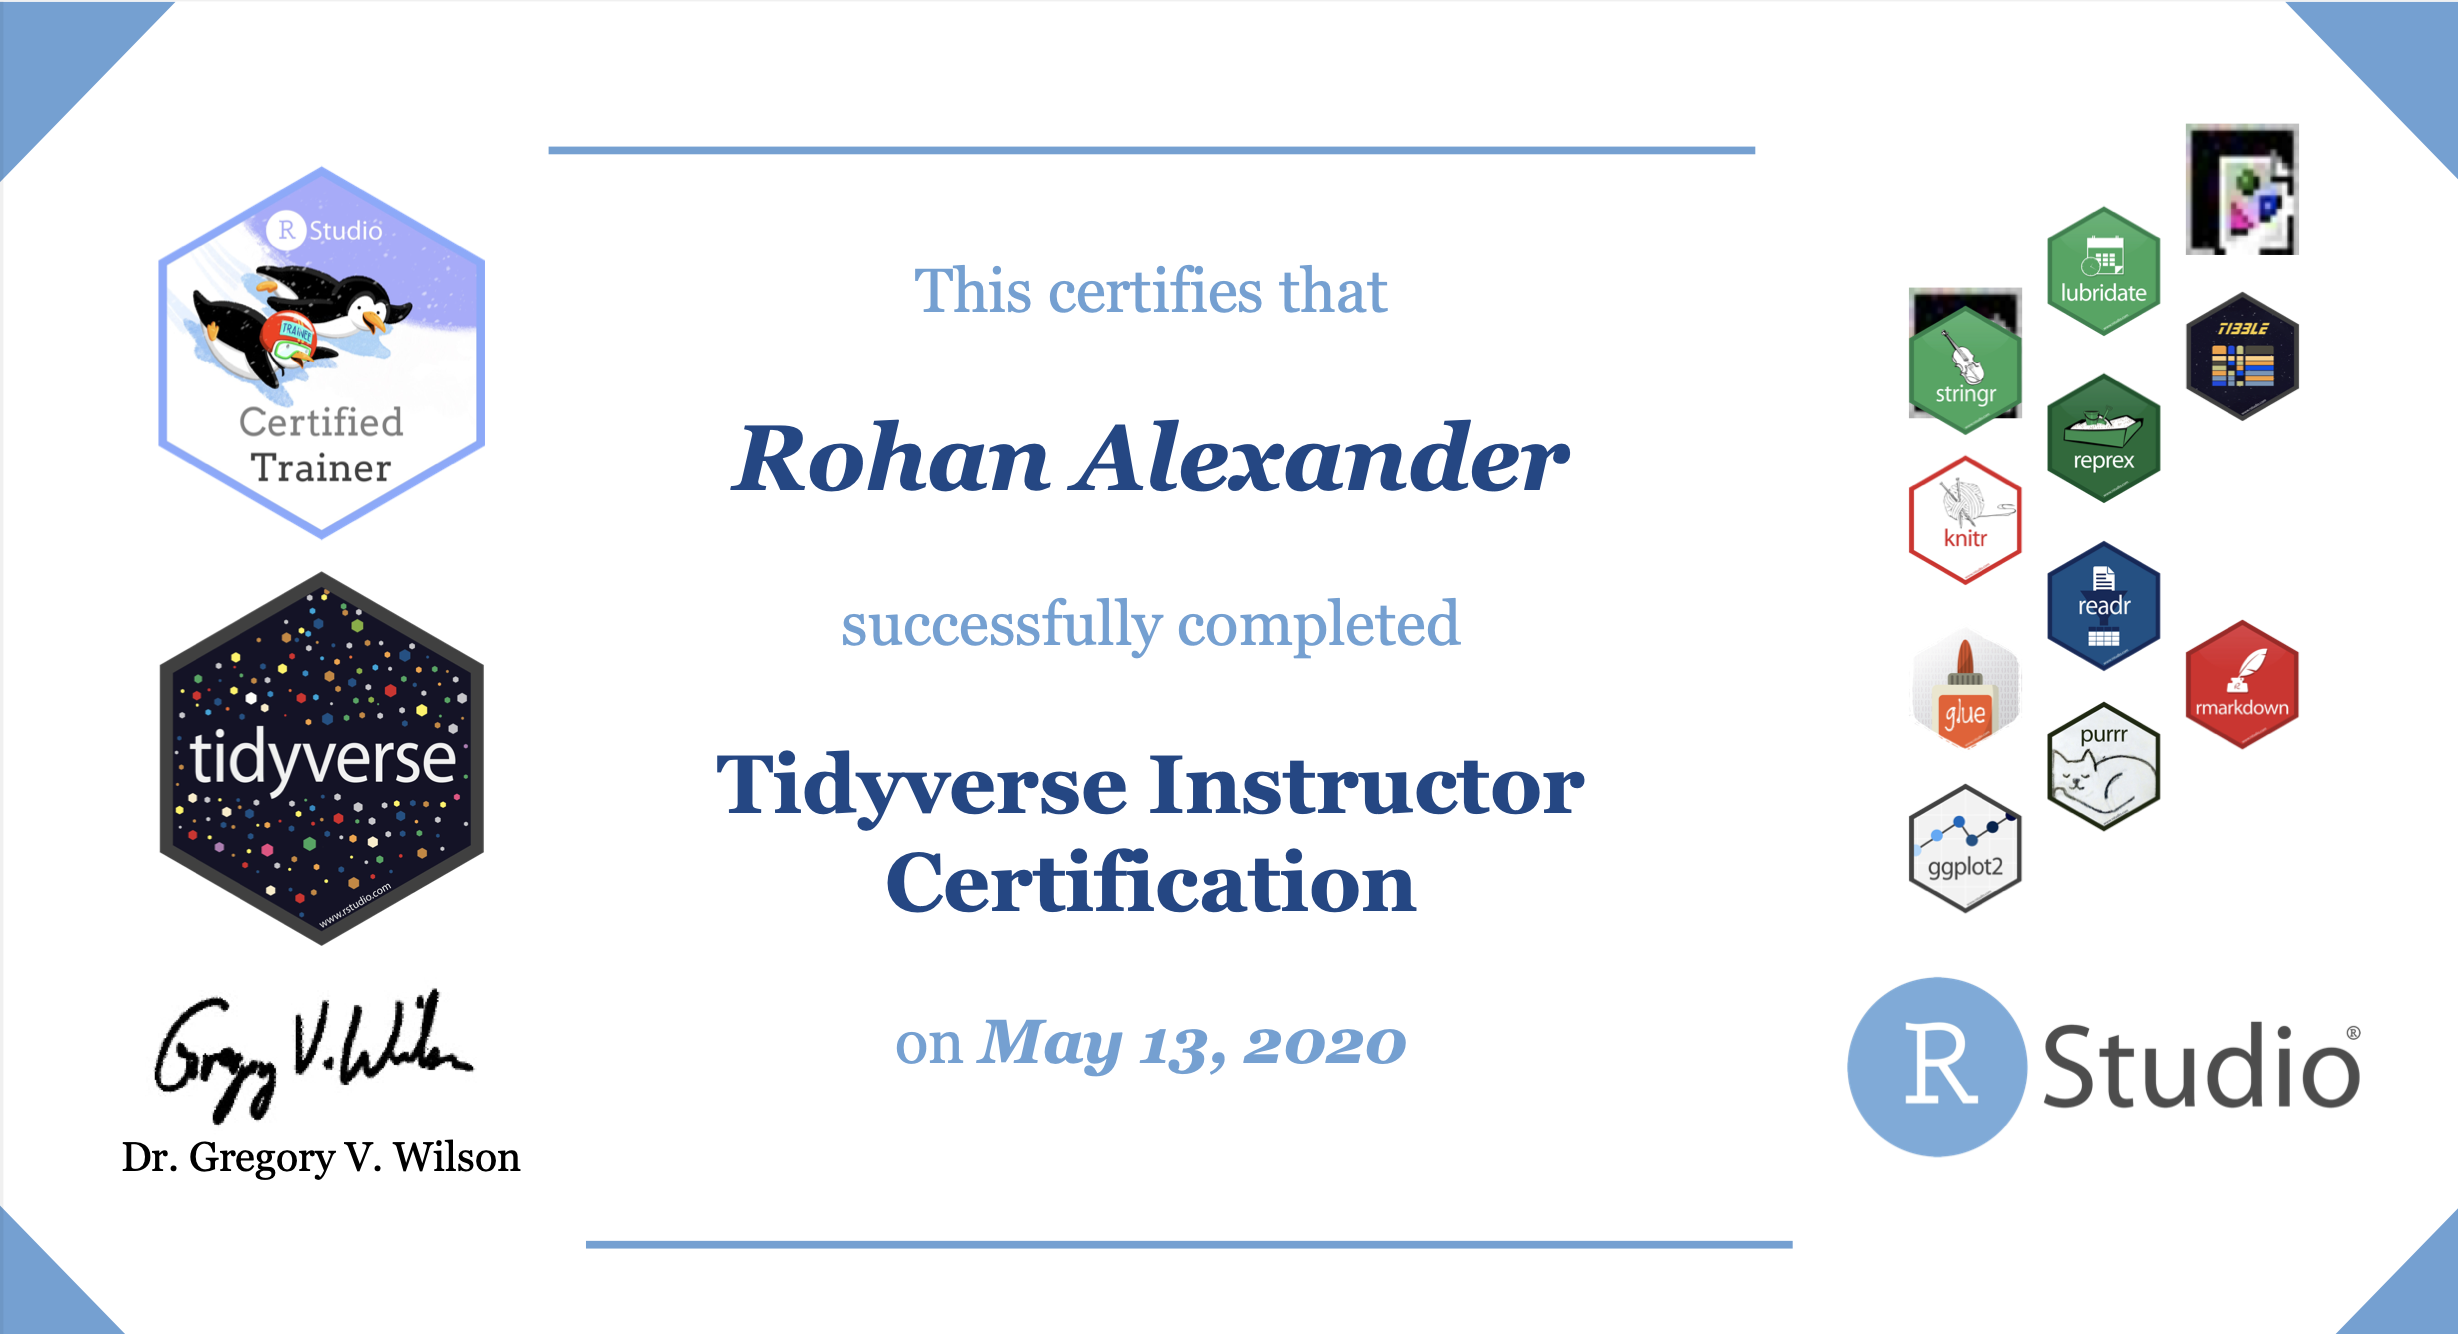 R Studio
Certified
Trainer
TRAINEE
tidyverse
www.rstudio.com
Gregory V. Wilson
Dr. Gregory V. Wilson
This certifies that
Rohan Alexander
successfully completed
Tidyverse Instructor
Certification
on May 13, 2020
lubridate
TIBBLE
stringr
reprex
knitr
readr
rmarkdown
glue
purrr
ggplot2
R Studio®